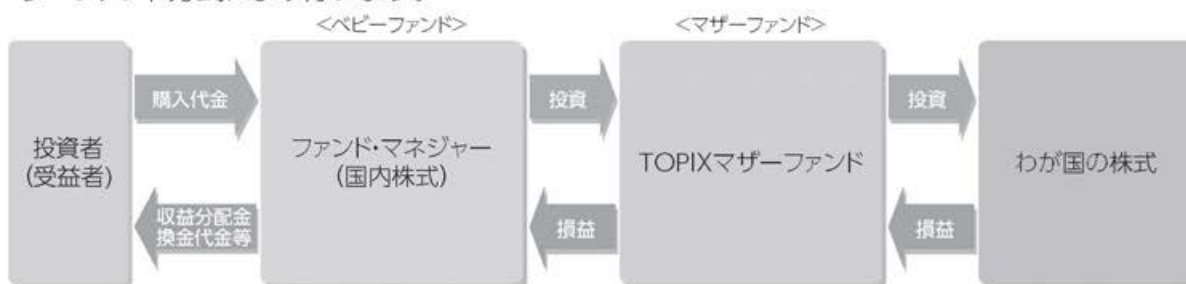 <ベビーファンド>
<マザーファンド>
投資者
(受益者)
購入代金
収益分配金
換金代金等
ファンド・マネジャー
(国内株式)
投資
損益
TOPIXマザーファンド
投資
損益
わが国の株式